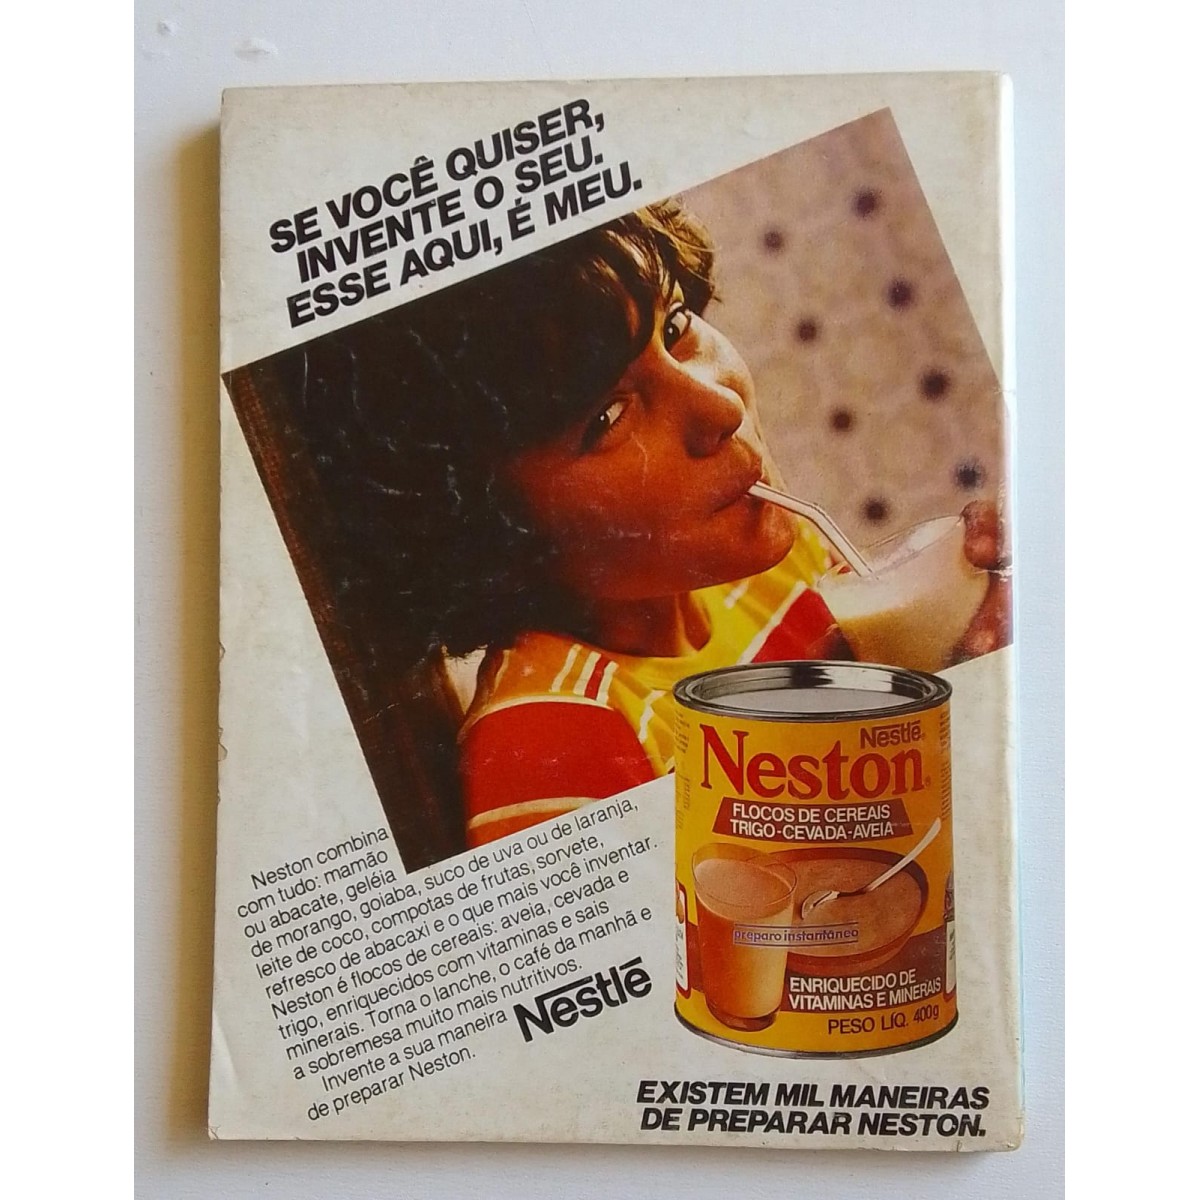 SE VOCÊ QUISER,
INVENTE O SEU.
ESSE AQUI, É MEU.
Neston combina
com tudo: mamão
ou abacate, geléia
de morango, goiaba, suco de uva ou de laranja,
leite de coco, compotas de frutas, sorvete,
refresco de abacaxi e o que mais você inventar.
Neston é flocos de cereais: aveia, cevada e
trigo, enriquecidos com vitaminas e sais
minerais. Torna o lanche, o café da manhã e
a sobremesa muito mais nutritivos.
Invente a sua maneira
de preparar Neston.
Nestlé
Nestlé
Neston
FLOCOS DE CEREAIS
TRIGO-CEVADA-AVEIA
preparo instantâneo
ENRIQUECIDO DE
VITAMINAS E MINERAIS
PESO LÍQ. 400g
EXISTEM MIL MANEIRAS
DE PREPARAR NESTON.